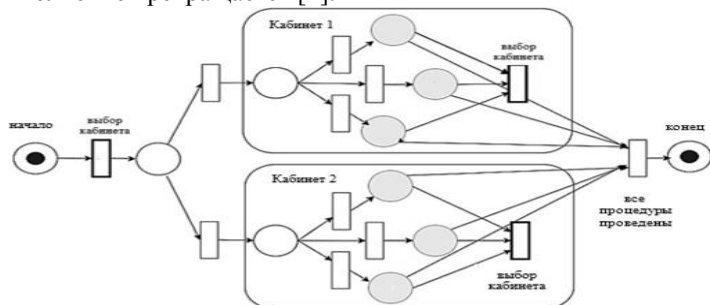 Кабинет 1
выбор
кабинета
начало
выбор
кабинета
конец
Кабинет 2
все
процедуры
проведены
выбор
кабинета